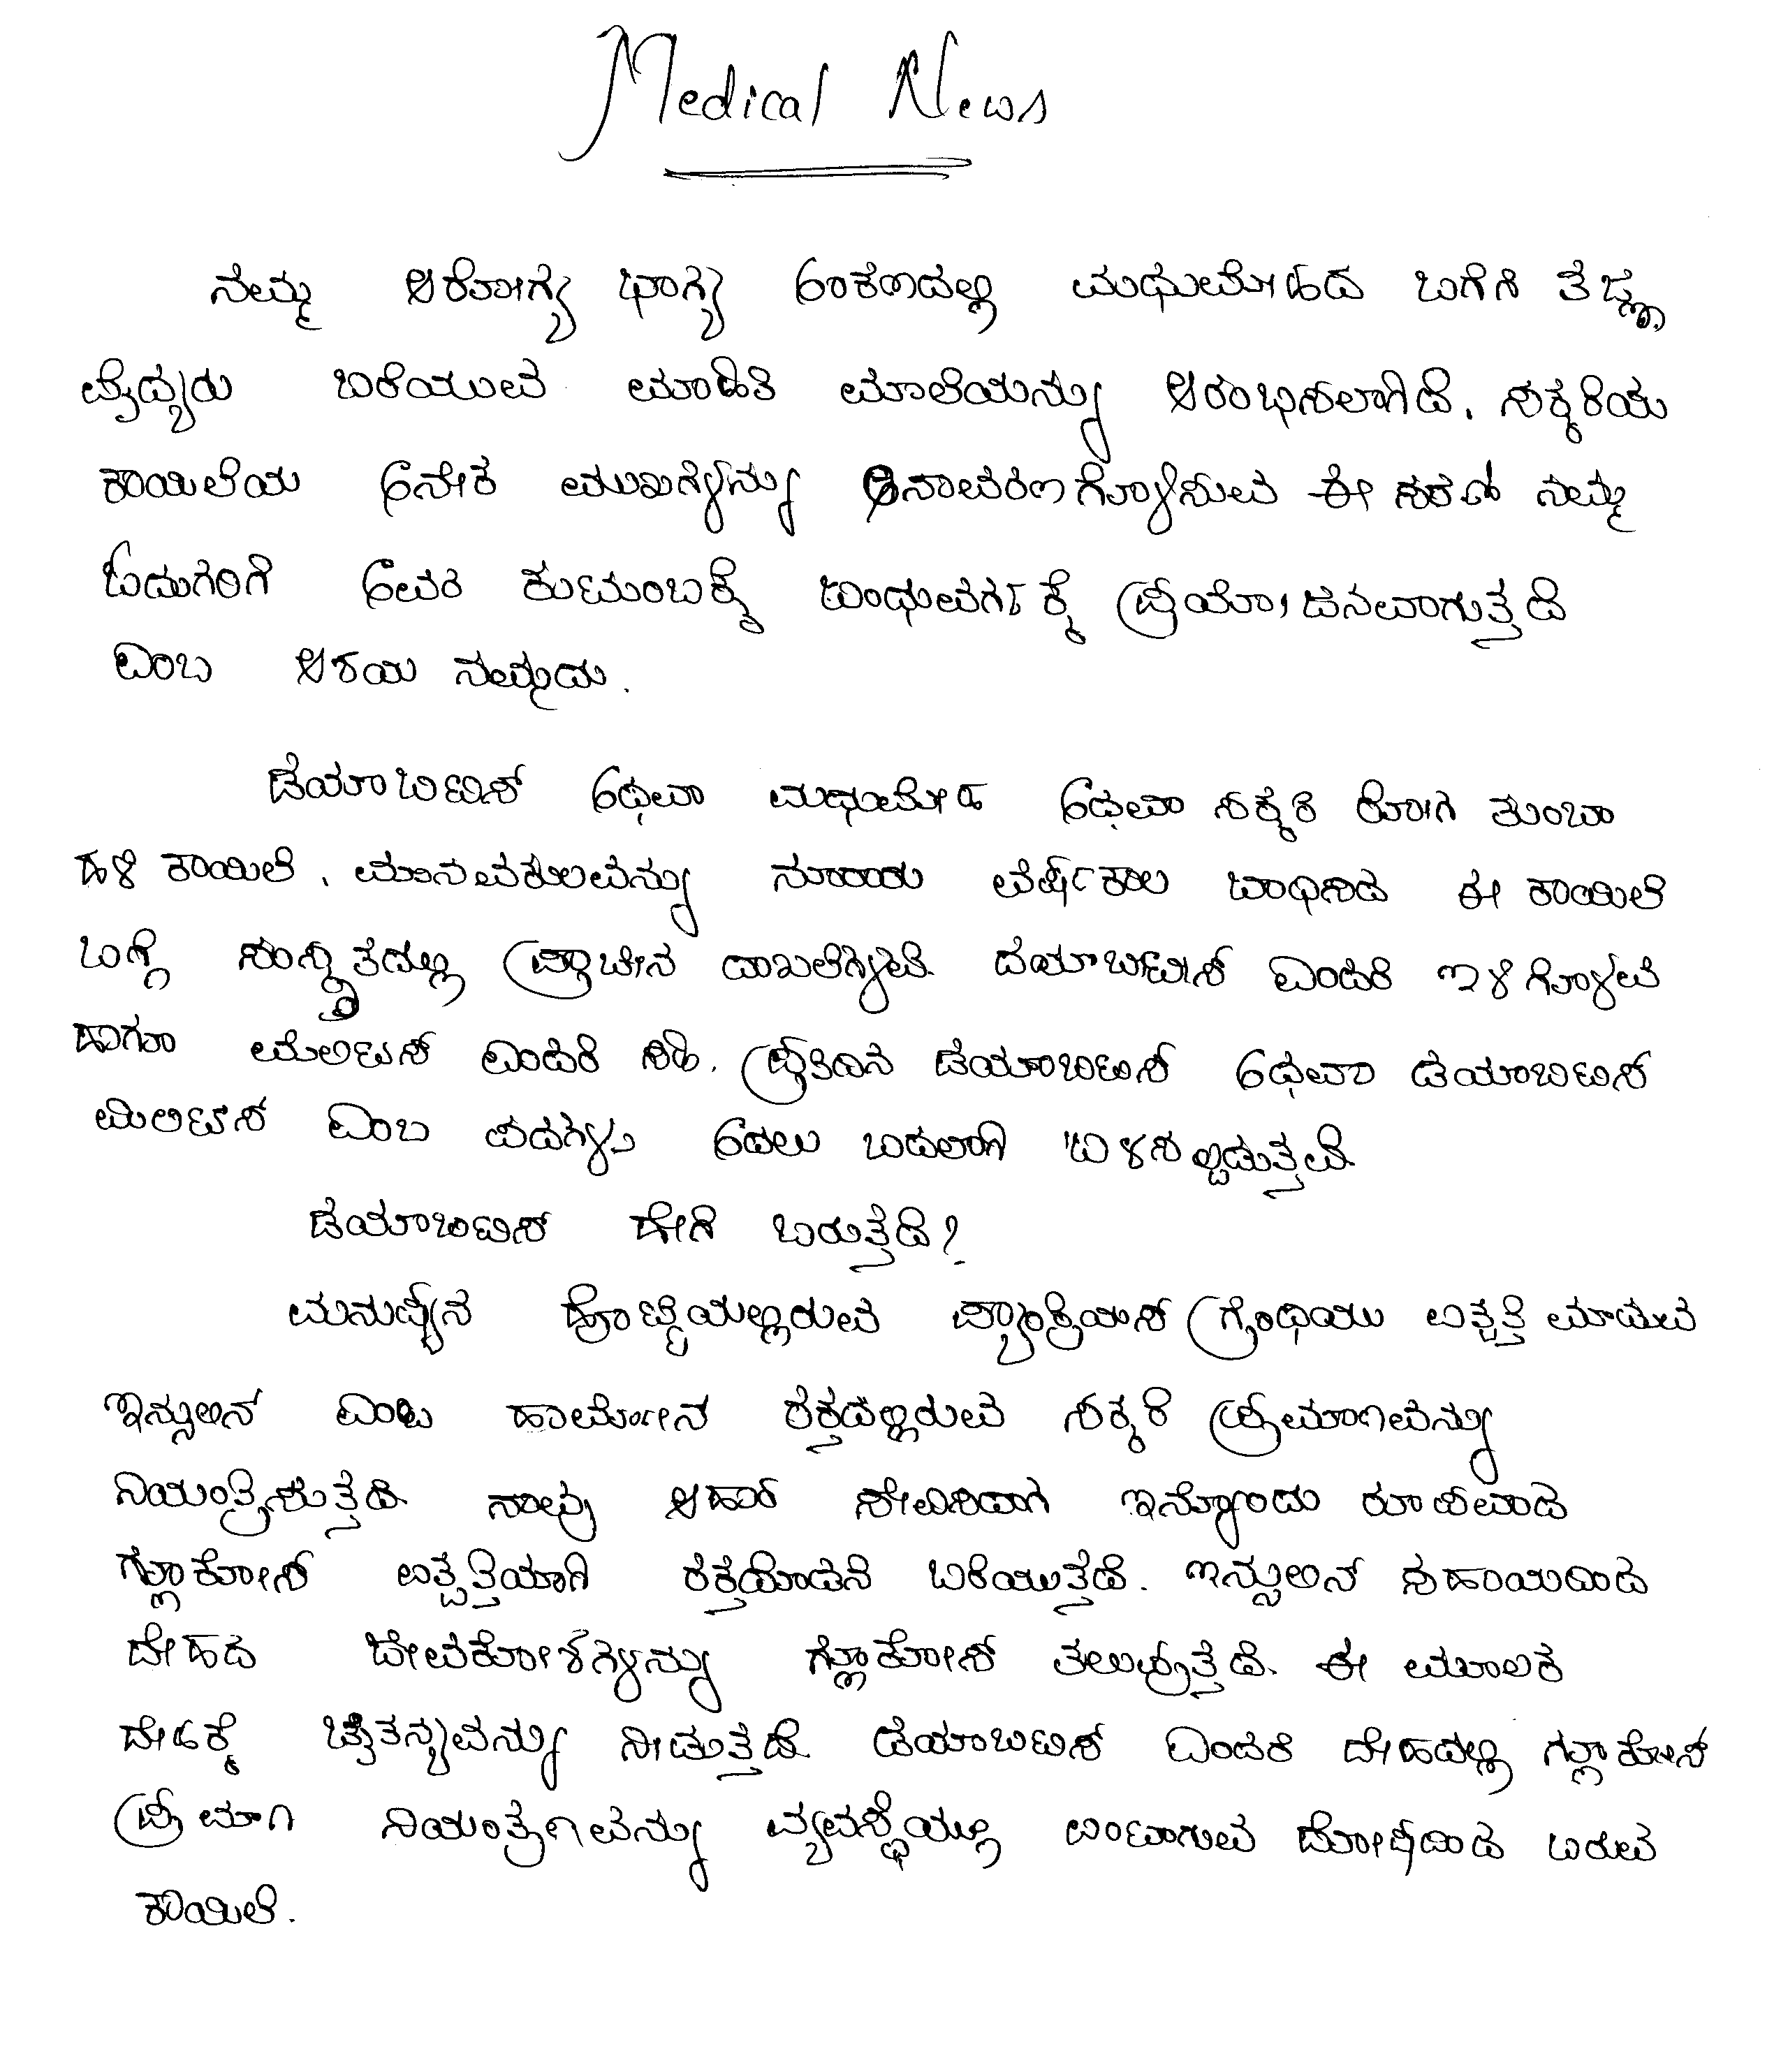 Medical News
ನಮ್ಮ ಆರೋಗ್ಯ ಭಾಗ್ಯ ಅಂಕಣದಲ್ಲಿ ಮಧುಮೇಹದ ಬಗೆಗೆ ತಜ್ಞ
ವೈದ್ಯರು ಬರೆಯುವ ಮಾಹಿತಿ ಮಾಲೆಯನ್ನು ಆರಂಭಿಸಲಾಗಿದೆ. ಸಕ್ಕರೆಯ
ಕಾಯಿಲೆಯ ಅನೇಕ ಮುಖಗಳನ್ನು ಅನಾವರಣಗೊಳಿಸುವ ಈ ಸರಣಿ ನಮ್ಮ
ಓದುಗರಿಗೆ ಅವರ ಕುಟುಂಬಕ್ಕೆ ಬಂಧುವರ್ಗಕ್ಕೆ ಪ್ರಯೋಜನವಾಗುತ್ತದೆ
ಎಂಬ ಆಶಯ ನಮ್ಮದು.
ಡಯಾಬಿಟಿಸ್ ಅಥವಾ ಮಧುಮೇಹ ಅಥವಾ ಸಕ್ಕರೆ ರೋಗ ತುಂಬಾ
ಹಳೆ ಕಾಯಿಲೆ. ಮಾನವಕುಲವನ್ನು ನೂರಾರು ವರ್ಷಕಾಲ ಬಾಧಿಸಿದ ಈ ಕಾಯಿಲೆ
ಬಗ್ಗೆ ಸಂಸ್ಕೃತದಲ್ಲಿ ಪ್ರಾಚೀನ ದಾಖಲೆಗಳಿವೆ. ಡಯಾಬಿಟೀಸ್ ಎಂದರೆ ಇಳಿಗೊಳವೆ
ಹಾಗೂ ಮೆಲಿಟಸ್ ಎಂದರೆ ಸಿಹಿ. ಪ್ರತಿದಿನ ಡಯಾಬಿಟಿಸ್ ಅಥವಾ ಡಯಾಬಿಟಿಸ್
ಮಿಲಿಟಸ್ ಎಂಬ ಪದಗಳು ಅದಲು ಬದಲಾಗಿ ಬಳಸಲ್ಪಡುತ್ತವೆ.
ಡಯಾಬಿಟಿಸ್ ಹೇಗೆ ಬರುತ್ತದೆ?
ಮನುಷ್ಯನ ಹೊಟ್ಟೆಯಲ್ಲಿರುವ ಪ್ಯಾಂಕ್ರಿಯಾಸ್ ಗ್ರಂಥಿಯು ಉತ್ಪತ್ತಿ ಮಾಡುವ
ಇನ್ಸುಲಿನ್ ಎಂಬ ಹಾರ್ಮೋನ ರಕ್ತದಲ್ಲಿರುವ ಸಕ್ಕರೆ ಪ್ರಮಾಣವನ್ನು
ನಿಯಂತ್ರಿಸುತ್ತದೆ. ನಾವು ಆಹಾರ ಸೇವಿಸಿದಾಗ ಇನ್ನೊಂದು ರೂಪವಾದ
ಗ್ಲೂಕೋಸ್ ಉತ್ಪತ್ತಿಯಾಗಿ ರಕ್ತದೊಡನೆ ಬೆರೆಯುತ್ತದೆ. ಇನ್ಸುಲಿನ್ ಸಹಾಯದಿಂದ
ದೇಹದ ಜೀವಕೋಶಗಳನ್ನು ಗ್ಲೂಕೋಸ್ ತಲುಪುತ್ತದೆ. ಈ ಮೂಲಕ
ದೇಹಕ್ಕೆ ಚೈತನ್ಯವನ್ನು ನೀಡುತ್ತದೆ. ಡಯಾಬಿಟಿಸ್ ಎಂದರೆ ದೇಹದಲ್ಲಿ ಗ್ಲೂಕೋಸ್
ಪ್ರಮಾಣ ನಿಯಂತ್ರಣವನ್ನು ವ್ಯವಸ್ಥೆಯಲ್ಲಿ ಉಂಟಾಗುವ ದೋಷದಿಂದ ಬರುವ
ಕಾಯಿಲೆ.